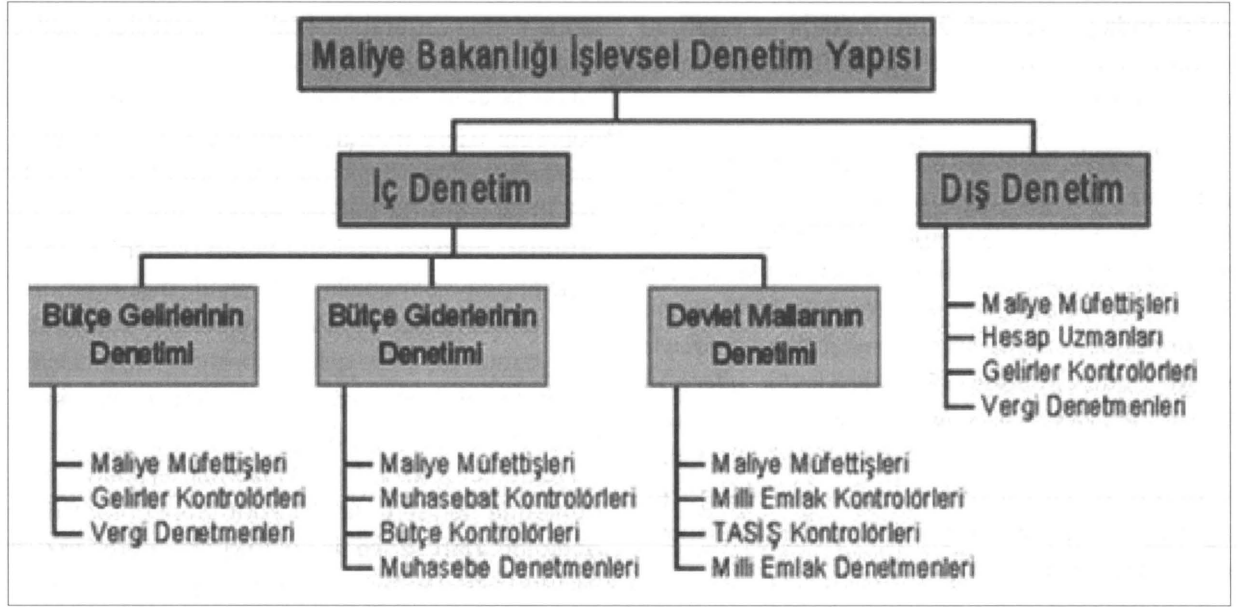 Maliye Bakanlığı İşlevsel Denetim Yapısı
İç Denetim
Dış Denetim
Bütçe Gelirlerinin
Denetimi
Maliye Müfettişleri
Gelirler Kontrolörleri
Vergi Denetmenleri
Bütçe Giderlerinin
Denetimi
Maliye Müfettişleri
Muhasebat Kontrolörleri
Bütçe Kontrolörleri
Muhasebe Denetmenleri
Devlet Mallarının
Denetimi
Maliye Müfettişleri
Milli Emlak Kontrolörleri
TASİŞ Kontrolörleri
Milli Emlak Denetmenleri
Maliye Müfettişleri
Hesap Uzmanları
Gelirler Kontrolörleri
Vergi Denetmenleri